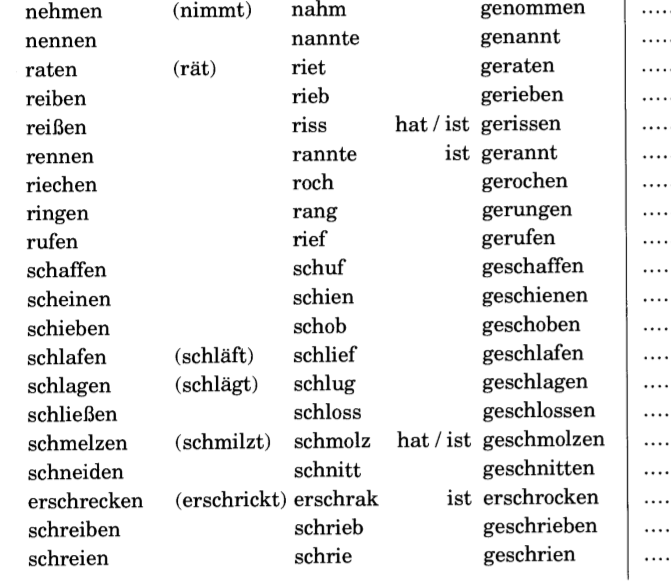 nehmen (nimmt) nahm genommen ....
nennen nannte genannt ....
raten (rät) riet geraten ....
reiben rieb gerieben ....
reißen riss hat / ist gerissen ....
rennen rannte ist gerannt ....
riechen roch gerochen ....
ringen rang gerungen ....
rufen rief gerufen ....
schaffen schuf geschaffen ....
scheinen schien geschienen ....
schieben schob geschoben ....
schlafen (schläft) schlief geschlafen ....
schlagen (schlägt) schlug geschlagen ....
schließen schloss geschlossen ....
schmelzen (schmilzt) schmolz hat / ist geschmolzen ....
schneiden schnitt geschnitten ....
erschrecken (erschrickt) erschrak ist erschrocken ....
schreiben schrieb geschrieben ....
schreien schrie geschrien ....